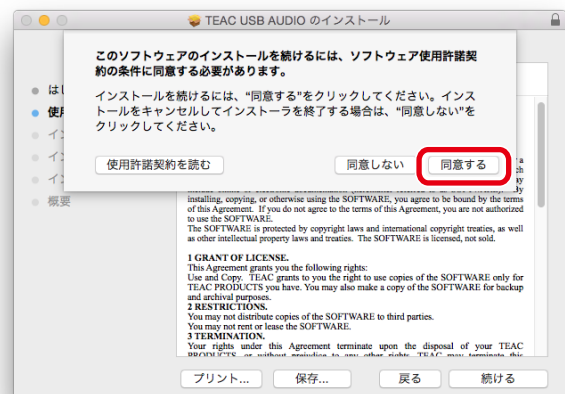 TEAC USB AUDIO のインストール
このソフトウェアのインストールを続けるには、ソフトウェア使用許諾契
約の条件に同意する必要があります。
インストールを続けるには、“同意する”をクリックしてください。インス
トールをキャンセルしてインストーラを終了する場合は、“同意しない”を
クリックしてください。
使用許諾契約を読む
同意しない
同意する
概要
installing, copying, or otherwise using the SOFTWARE, you agree to be bound by the terms
of this Agreement. If you do not agree to the terms of this Agreement, you are not authorized
to use the SOFTWARE.
The SOFTWARE is protected by copyright laws and international copyright treaties, as well
as other intellectual property laws and treaties. The SOFTWARE is licensed, not sold.
1 GRANT OF LICENSE.
This Agreement grants you the following rights:
Use and Copy. TEAC grants to you the right to use copies of the SOFTWARE only for
TEAC PRODUCTS you have. You may also make a copy of the SOFTWARE for backup
and archival purposes.
2 RESTRICTIONS.
You may not distribute copies of the SOFTWARE to third parties.
You may not rent or lease the SOFTWARE.
3 TERMINATION.
Your rights under this Agreement terminate upon the disposal of your TEAC
PRODUCTS, or without prejudice to any other rights, TEAC may terminate this
プリント...
保存...
戻る
続ける